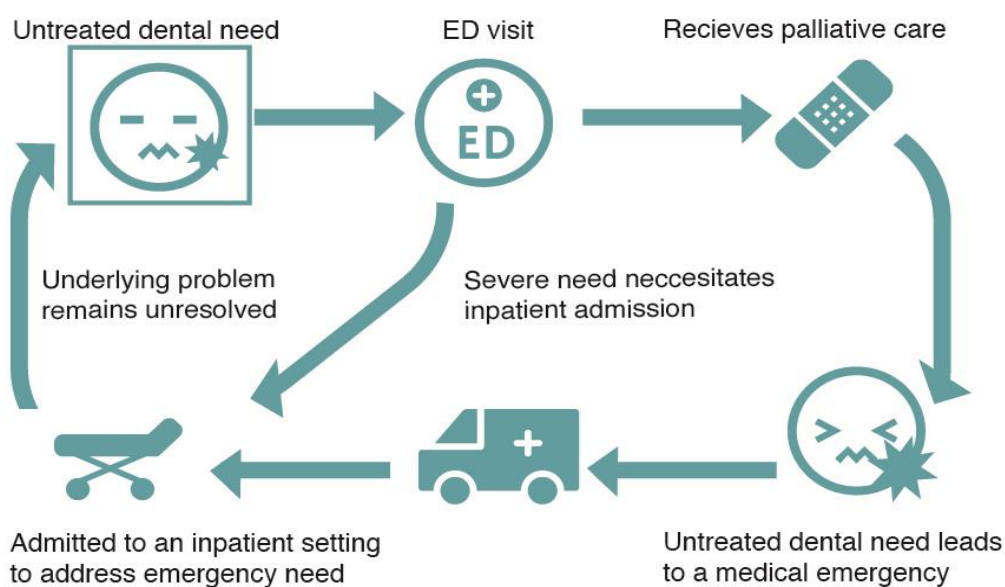 Untreated dental need
ED visit
Recieves palliative care
ED
Underlying problem
remains unresolved
Severe need neccesitates
inpatient admission
Admitted to an inpatient setting
to address emergency need
Untreated dental need leads
to a medical emergency